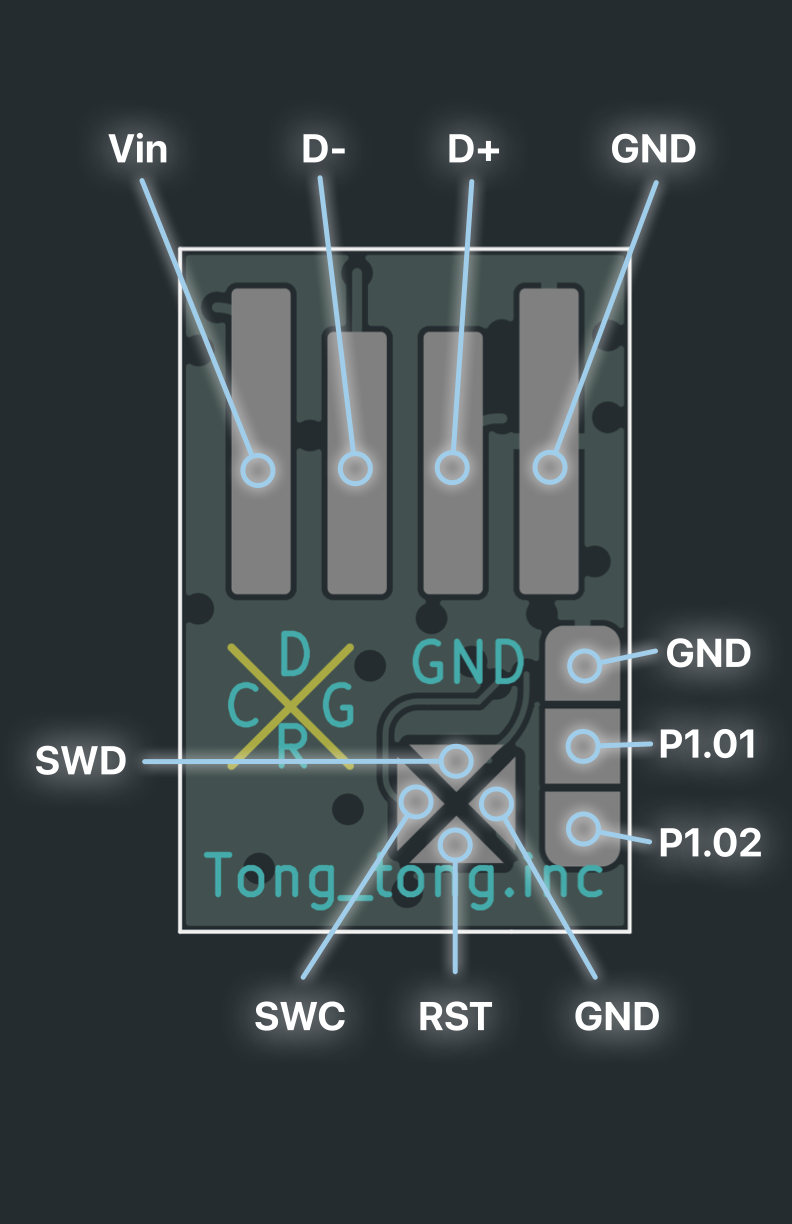 Vin D- D+ GND
D
GND
C G
R
GND
P1.01
SWD
P1.02
Tong_tong.inc
SWC RST GND